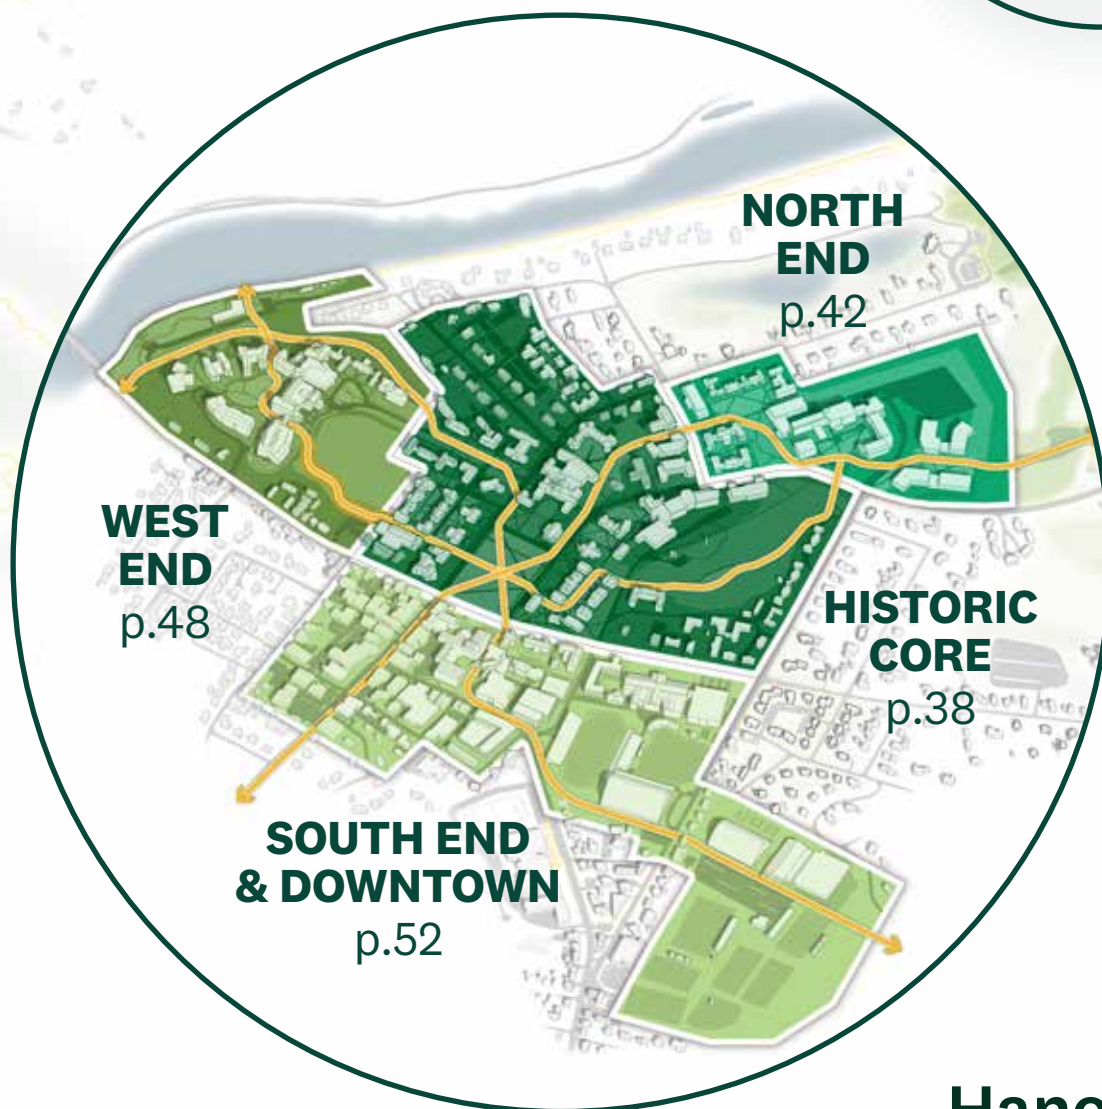 NORTH
END
p.42
WEST
END
p.48
HISTORIC
CORE
p.38
SOUTH END
& DOWNTOWN
p.52